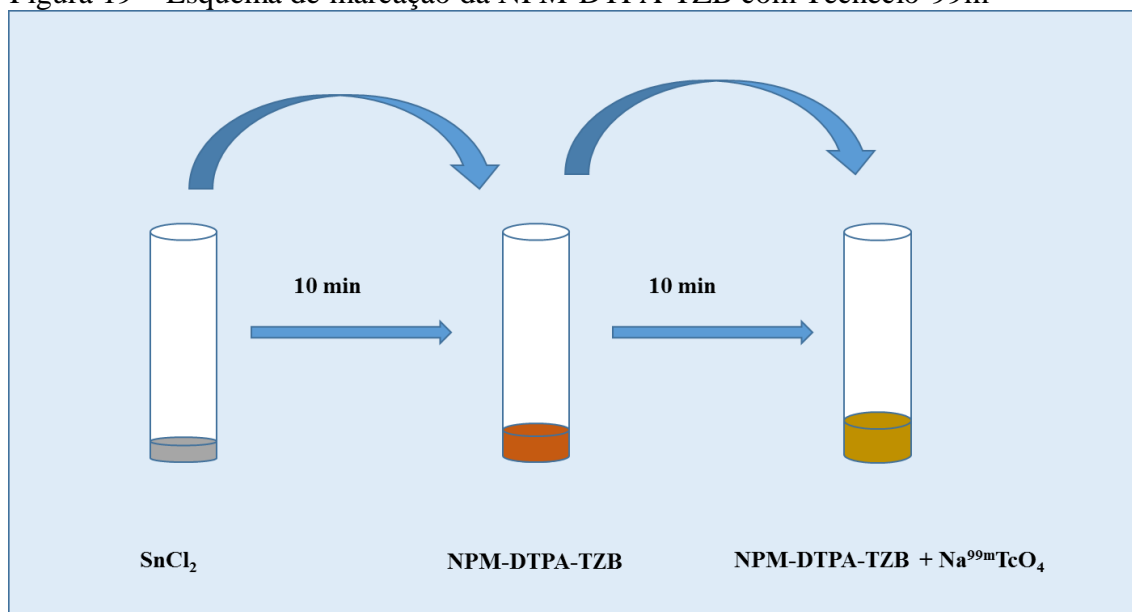 Figura 19 – Esquema de marcação da NPM-DTPA-TZB com Tecnécio-99m
10 min
10 min
SnCl₂
NPM-DTPA-TZB
NPM-DTPA-TZB + Na⁹⁹ᵐTcO₄